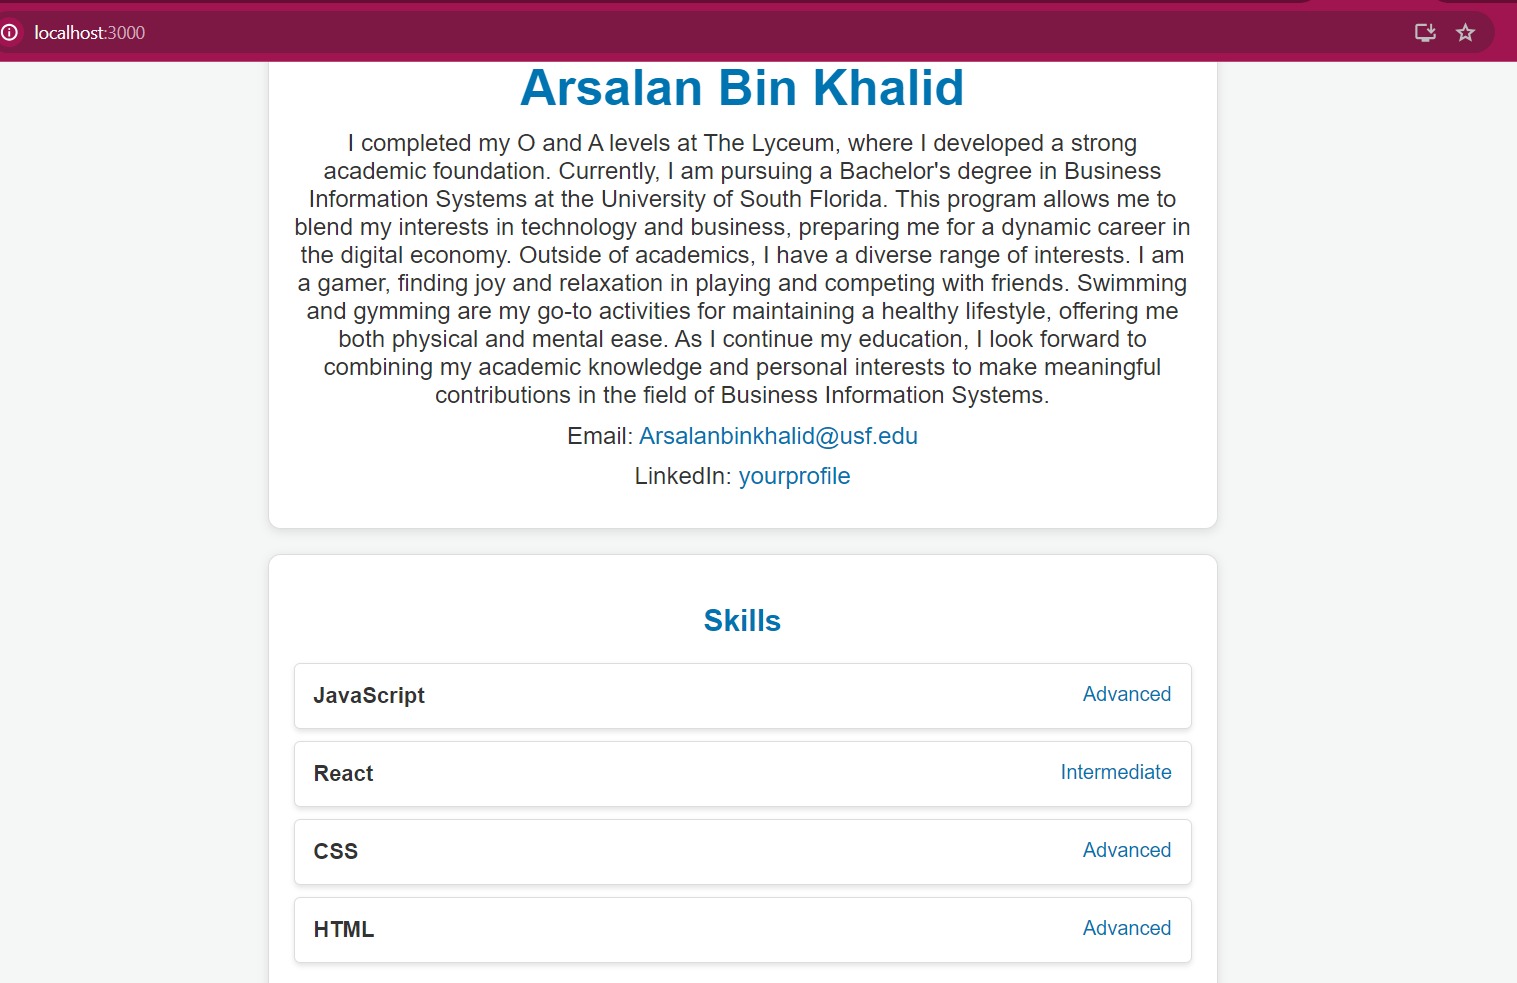 localhost:3000
Arsalan Bin Khalid
I completed my O and A levels at The Lyceum, where I developed a strong
academic foundation. Currently, I am pursuing a Bachelor's degree in Business
Information Systems at the University of South Florida. This program allows me to
blend my interests in technology and business, preparing me for a dynamic career in
the digital economy. Outside of academics, I have a diverse range of interests. I am
a gamer, finding joy and relaxation in playing and competing with friends. Swimming
and gymming are my go-to activities for maintaining a healthy lifestyle, offering me
both physical and mental ease. As I continue my education, I look forward to
combining my academic knowledge and personal interests to make meaningful
contributions in the field of Business Information Systems.
Email: Arsalanbinkhalid@usf.edu
LinkedIn: yourprofile
Skills
JavaScript Advanced
React Intermediate
CSS Advanced
HTML Advanced